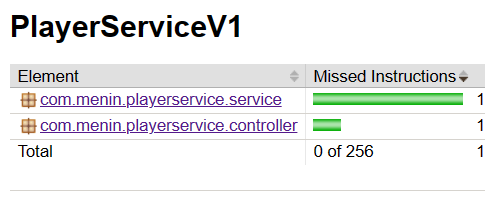 PlayerServiceV1
Element Missed Instructions
com.menin.playerservice.service 1
com.menin.playerservice.controller 1
Total 0 of 256 1